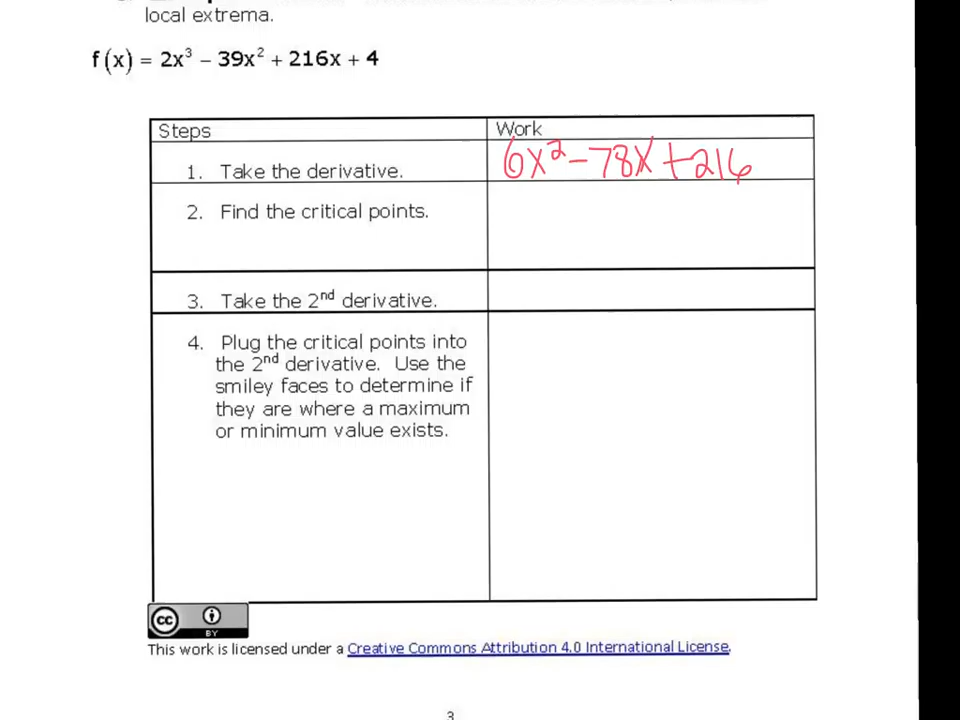 local extrema.
f(x) = 2x³ − 39x² + 216x + 4
Steps
Work
1. Take the derivative.
6x² − 78x + 216
2. Find the critical points.
3. Take the 2nd derivative.
4. Plug the critical points into
the 2nd derivative. Use the
smiley faces to determine if
they are where a maximum
or minimum value exists.
cc
BY
This work is licensed under a Creative Commons Attribution 4.0 International License.
3